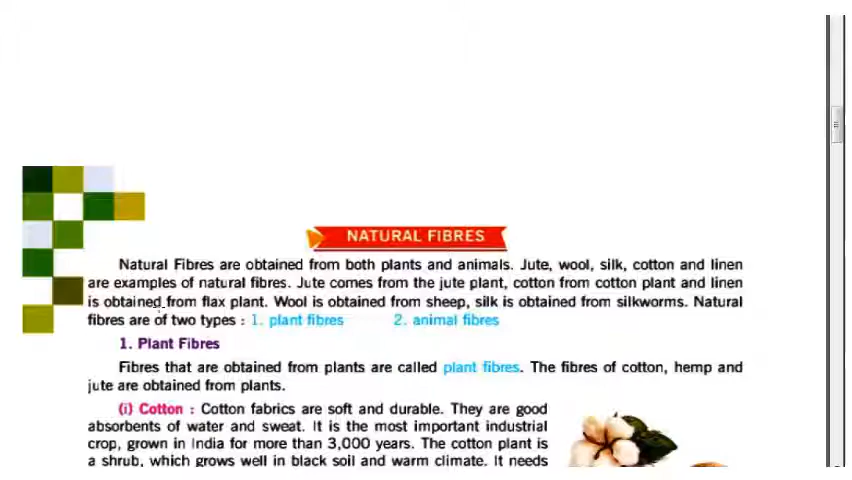 NATURAL FIBRES
Natural Fibres are obtained from both plants and animals. Jute, wool, silk, cotton and linen
are examples of natural fibres. Jute comes from the jute plant, cotton from cotton plant and linen
is obtained from flax plant. Wool is obtained from sheep, silk is obtained from silkworms. Natural
fibres are of two types : 1. plant fibres 2. animal fibres
1. Plant Fibres
Fibres that are obtained from plants are called plant fibres. The fibres of cotton, hemp and
jute are obtained from plants.
(i) Cotton : Cotton fabrics are soft and durable. They are good
absorbents of water and sweat. It is the most important industrial
crop, grown in India for more than 3,000 years. The cotton plant is
a shrub, which grows well in black soil and warm climate. It needs